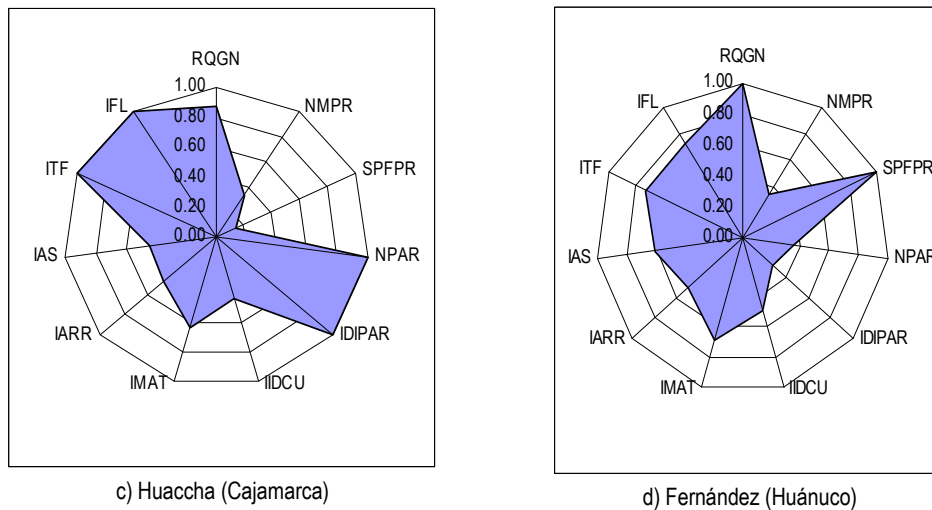 RQGN
1.00
NMPR
IFL
0.80
0.60
ITF
SPFPR
0.40
0.20
0.00
IAS
NPAR
IARR
IDIPAR
IMAT
IIDCU
c) Huaccha (Cajamarca)
RQGN
1.00
IFL
NMPR
0.80
0.60
ITF
SPFPR
0.40
0.20
0.00
IAS
NPAR
IARR
IDIPAR
IMAT
IIDCU
d) Fernández (Huánuco)